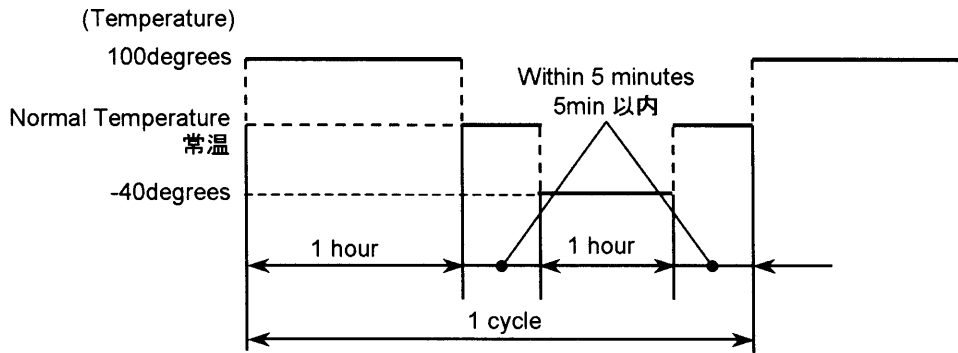 (Temperature)
100degrees
Within 5 minutes
5min 以内
Normal Temperature
常温
-40degrees
1 hour
1 hour
1 cycle